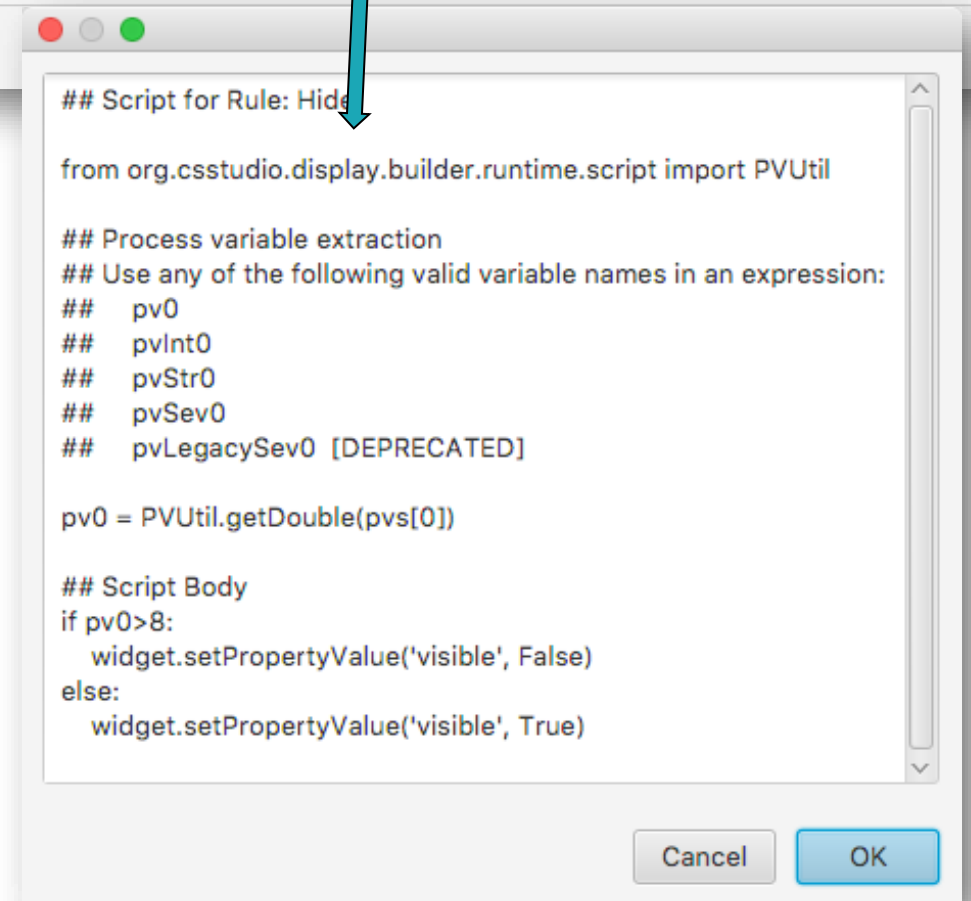 ## Script for Rule: Hide
from org.csstudio.display.builder.runtime.script import PVUtil
## Process variable extraction
## Use any of the following valid variable names in an expression:
## pv0
## pvInt0
## pvStr0
## pvSev0
## pvLegacySev0 [DEPRECATED]
pv0 = PVUtil.getDouble(pvs[0])
## Script Body
if pv0>8:
widget.setPropertyValue('visible', False)
else:
widget.setPropertyValue('visible', True)
Cancel
OK